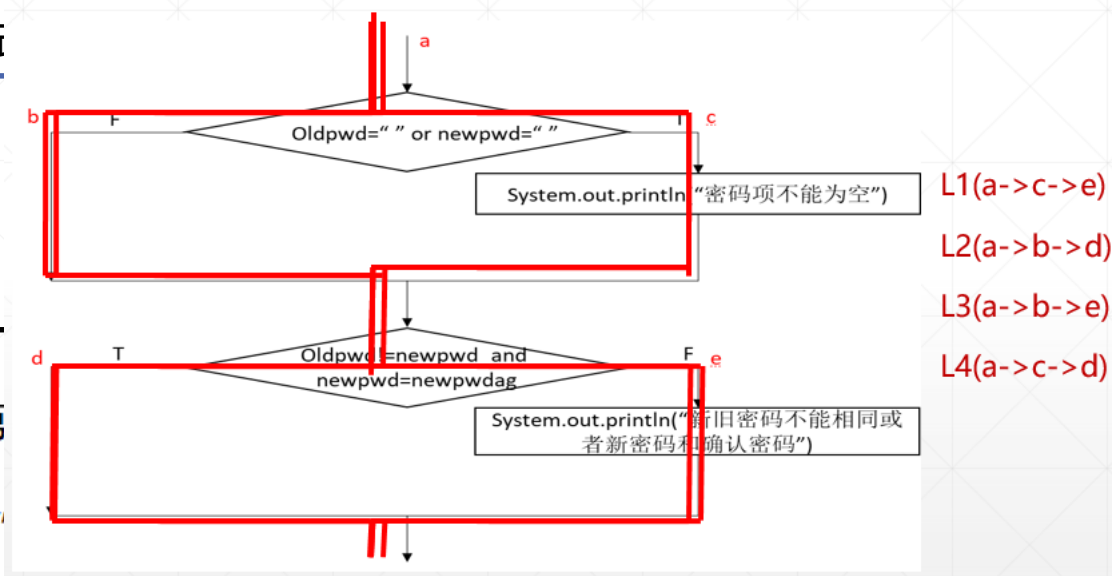 a
b
F
T
c
Oldpwd=“ ” or newpwd=“ ”
System.out.println(“密码项不能为空”)
L1(a->c->e)
L2(a->b->d)
L3(a->b->e)
L4(a->c->d)
d
T
Oldpwd!=newpwd and
newpwd=newpwdag
F
e
System.out.println(“新旧密码不能相同或
者新密码和确认密码”)